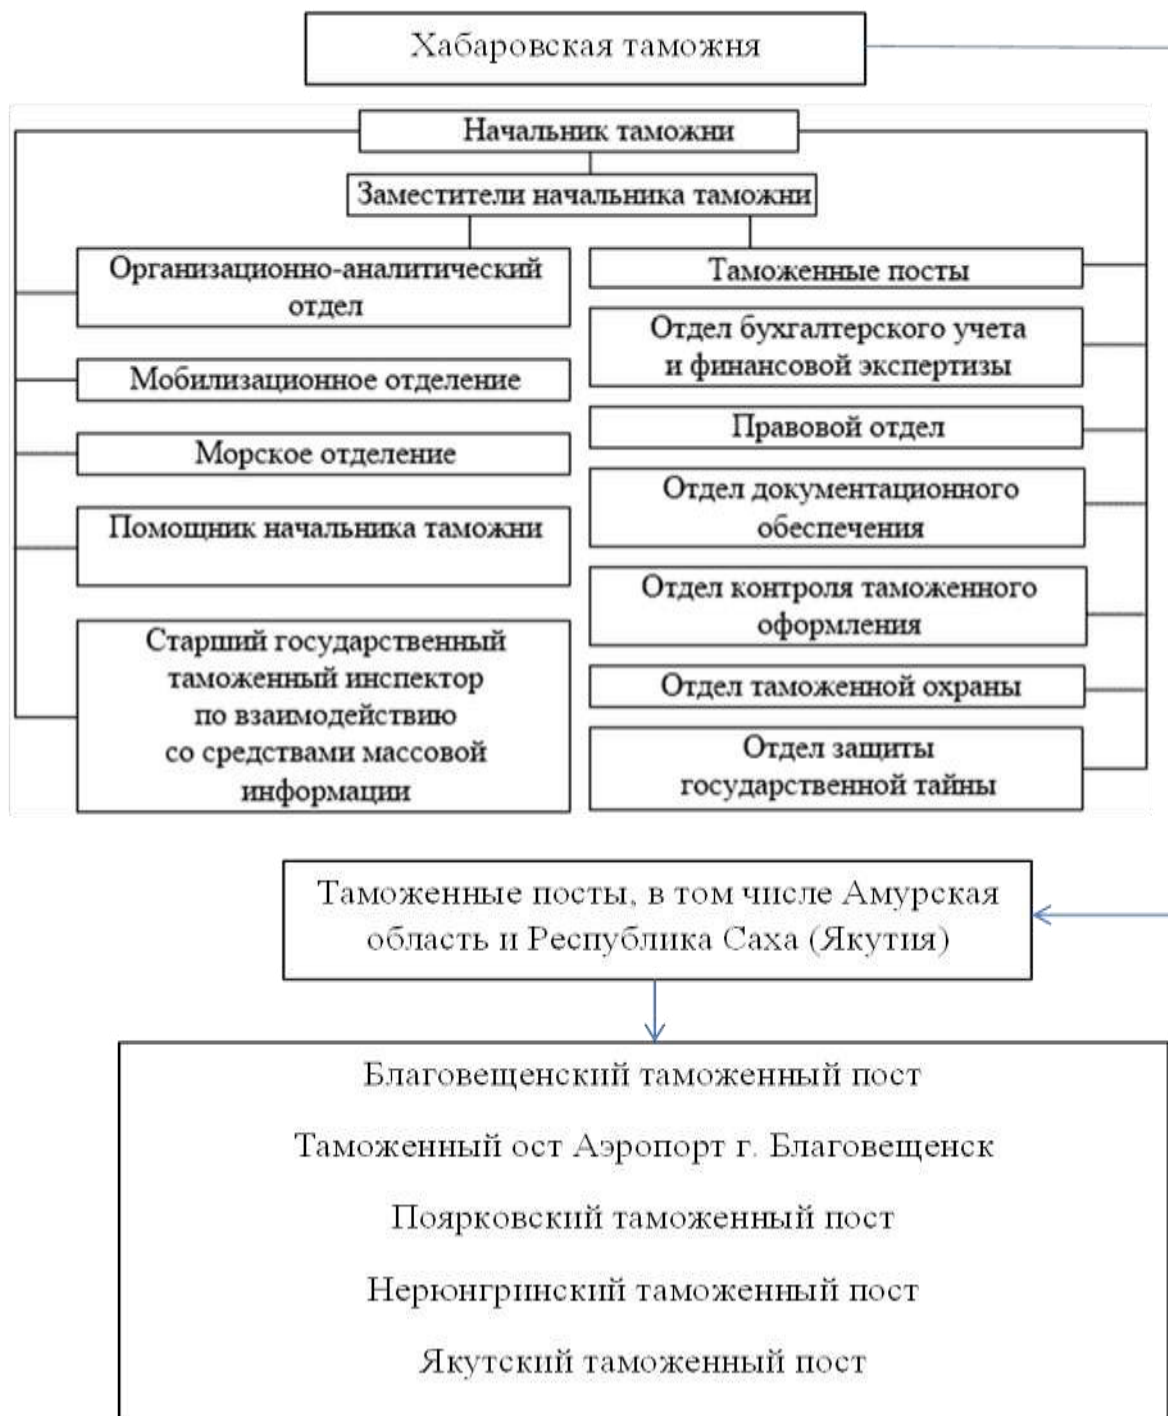 Хабаровская таможня
Начальник таможни
Заместители начальника таможни
Организационно-аналитический
отдел
Мобилизационное отделение
Морское отделение
Помощник начальника таможни
Старший государственный
таможенный инспектор
по взаимодействию
со средствами массовой
информации
Таможенные посты
Отдел бухгалтерского учета
и финансовой экспертизы
Правовой отдел
Отдел документационного
обеспечения
Отдел контроля таможенного
оформления
Отдел таможенной охраны
Отдел защиты
государственной тайны
Таможенные посты, в том числе Амурская
область и Республика Саха (Якутия)
Благовещенский таможенный пост
Таможенный ост Аэропорт г. Благовещенск
Поярковский таможенный пост
Нерюнгринский таможенный пост
Якутский таможенный пост